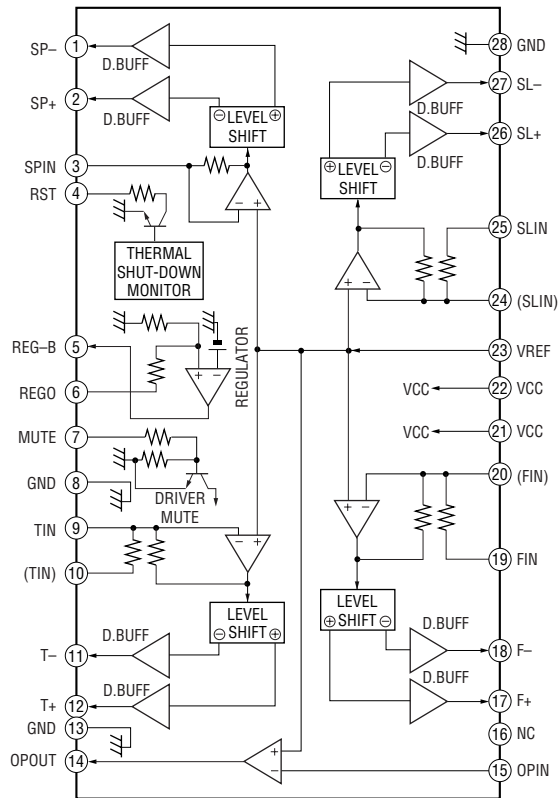 SP– 1
D.BUFF
SP+ 2
D.BUFF
⊖ LEVEL ⊕
SHIFT
SPIN 3
– +
RST 4
THERMAL
SHUT-DOWN
MONITOR
REG–B 5
REGULATOR
+ –
REGO 6
MUTE 7
GND 8
DRIVER
MUTE
TIN 9
– +
(TIN) 10
LEVEL
⊖ SHIFT ⊕
T– 11
D.BUFF
T+ 12
D.BUFF
GND 13
OPOUT 14
+
–
28 GND
27 SL–
D.BUFF
26 SL+
D.BUFF
⊕ LEVEL ⊖
SHIFT
25 SLIN
+ –
24 (SLIN)
23 VREF
VCC 22 VCC
VCC 21 VCC
20 (FIN)
+ –
19 FIN
LEVEL
⊕ SHIFT ⊖
D.BUFF
18 F–
D.BUFF
17 F+
16 NC
15 OPIN